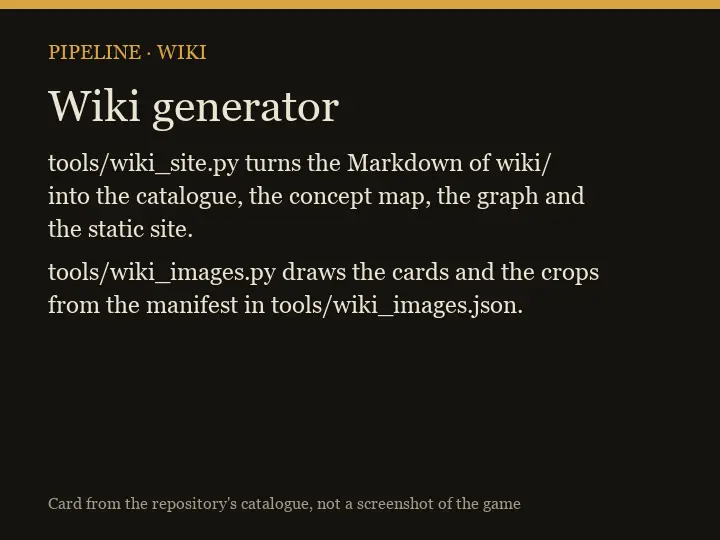 PIPELINE · WIKI
Wiki generator
tools/wiki_site.py turns the Markdown of wiki/
into the catalogue, the concept map, the graph and
the static site.
tools/wiki_images.py draws the cards and the crops
from the manifest in tools/wiki_images.json.
Card from the repository's catalogue, not a screenshot of the game